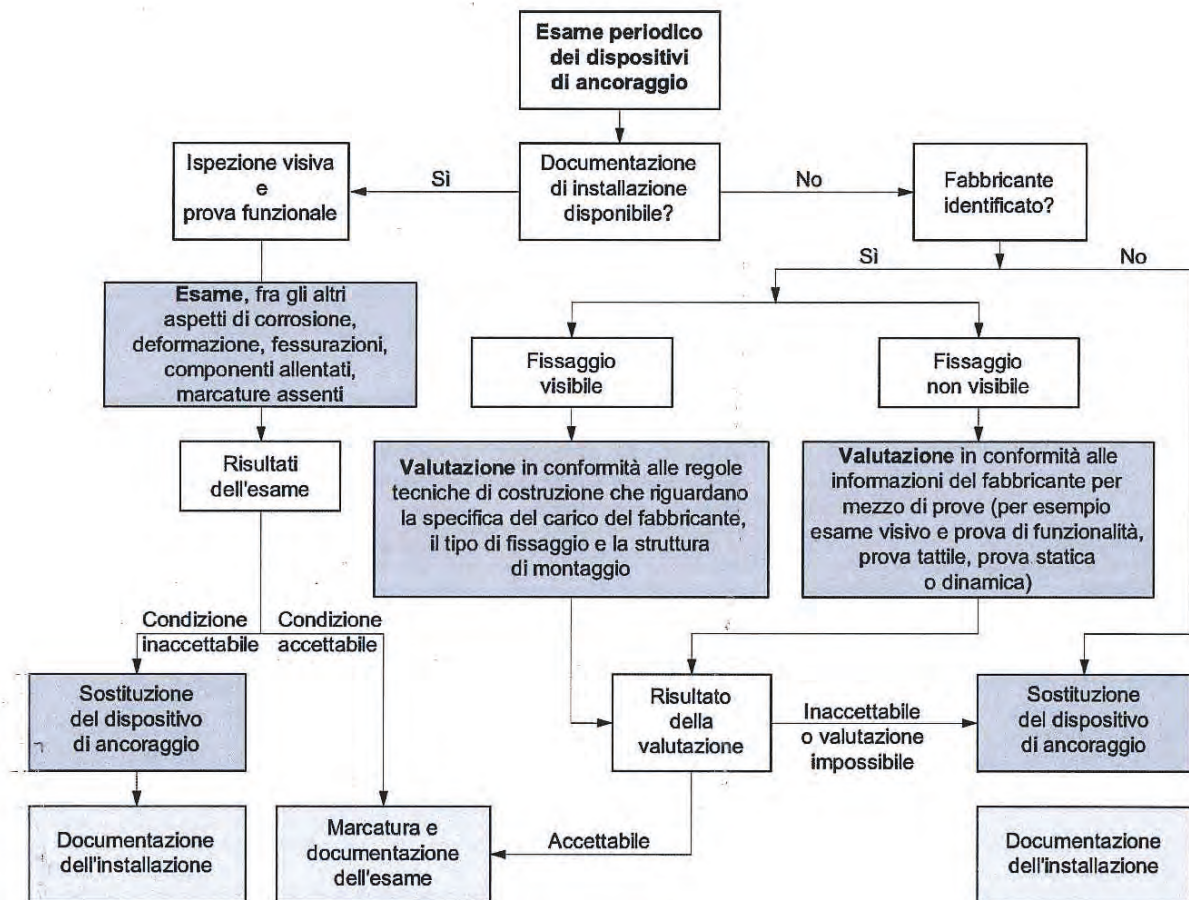 Esame periodico
dei dispositivi
di ancoraggio
Ispezione visiva
e
prova funzionale
Sì
Documentazione
di installazione
disponibile?
No
Fabbricante
identificato?
Sì
No
Esame, fra gli altri
aspetti di corrosione,
deformazione, fessurazioni,
componenti allentati,
marcature assenti
Fissaggio
visibile
Fissaggio
non visibile
Risultati
dell'esame
Valutazione in conformità alle regole
tecniche di costruzione che riguardano
la specifica del carico del fabbricante,
il tipo di fissaggio e la struttura
di montaggio
Valutazione in conformità alle
informazioni del fabbricante per
mezzo di prove (per esempio
esame visivo e prova di funzionalità,
prova tattile, prova statica
o dinamica)
Condizione
inaccettabile
Condizione
accettabile
Sostituzione
del dispositivo
di ancoraggio
Risultato
della
valutazione
Inaccettabile
o valutazione
impossibile
Sostituzione
del dispositivo
di ancoraggio
Documentazione
dell'installazione
Marcatura e
documentazione
dell'esame
Accettabile
Documentazione
dell'installazione